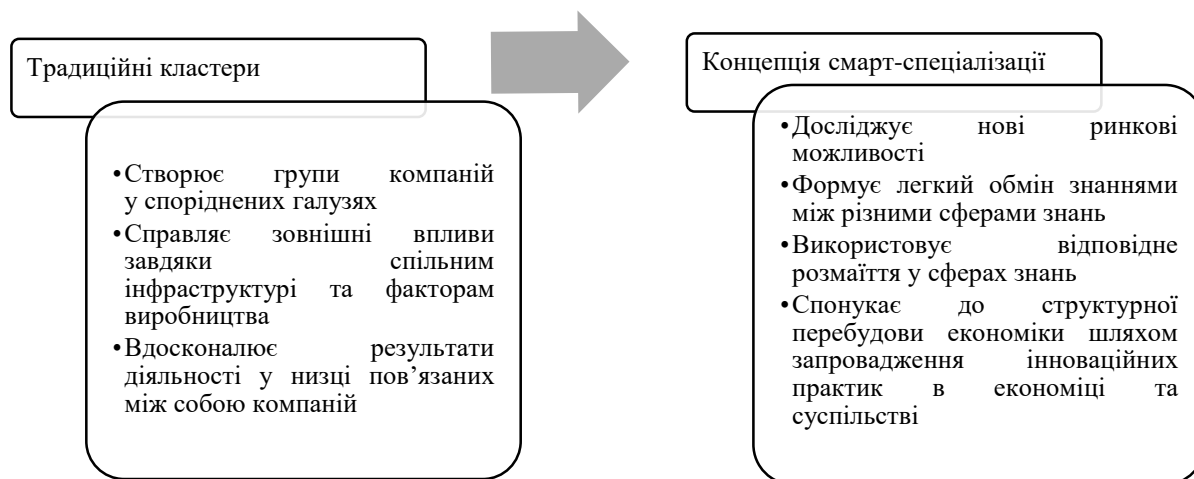 Традиційні кластери
•Створює групи компаній
у споріднених галузях
•Справляє зовнішні впливи
завдяки спільним
інфраструктурі та факторам
виробництва
•Вдосконалює результати
діяльності у низці пов’язаних
між собою компаній
Концепція смарт-спеціалізації
•Досліджує нові ринкові
можливості
•Формує легкий обмін знаннями
між різними сферами знань
•Використовує відповідне
розмаїття у сферах знань
•Спонукає до структурної
перебудови економіки шляхом
запровадження інноваційних
практик в економіці та
суспільстві